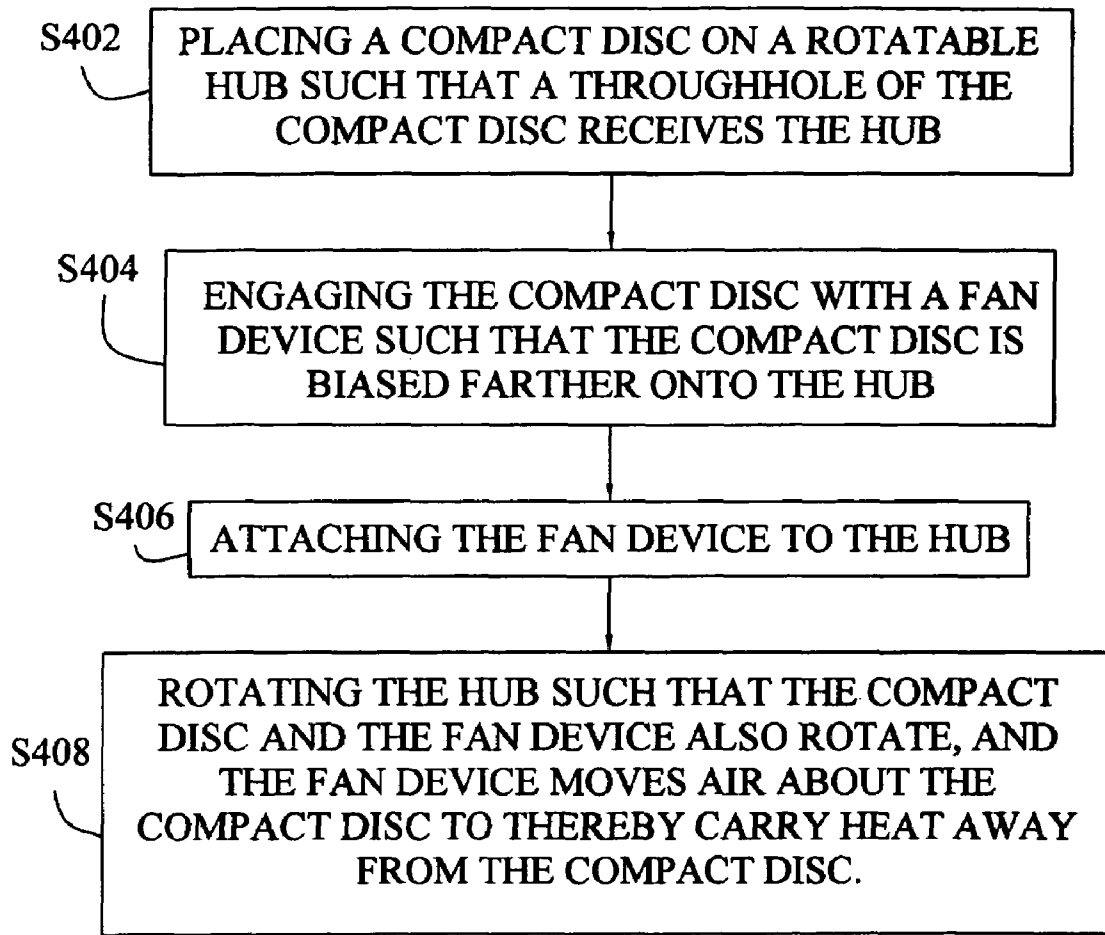 S402
PLACING A COMPACT DISC ON A ROTATABLE
HUB SUCH THAT A THROUGHHOLE OF THE
COMPACT DISC RECEIVES THE HUB
S404
ENGAGING THE COMPACT DISC WITH A FAN
DEVICE SUCH THAT THE COMPACT DISC IS
BIASED FARTHER ONTO THE HUB
S406
ATTACHING THE FAN DEVICE TO THE HUB
S408
ROTATING THE HUB SUCH THAT THE COMPACT
DISC AND THE FAN DEVICE ALSO ROTATE, AND
THE FAN DEVICE MOVES AIR ABOUT THE
COMPACT DISC TO THEREBY CARRY HEAT AWAY
FROM THE COMPACT DISC.